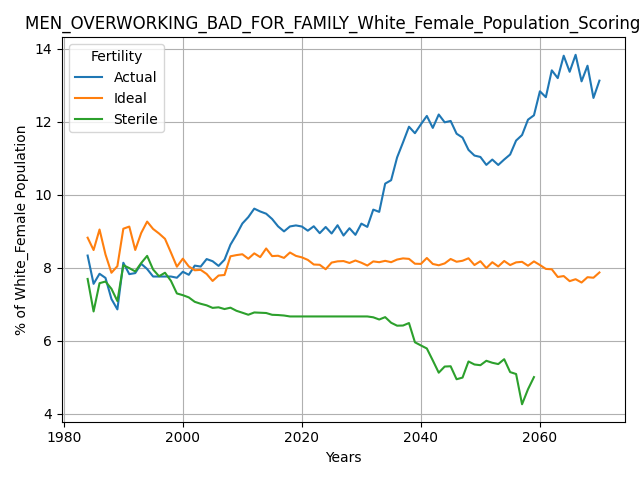 MEN_OVERWORKING_BAD_FOR_FAMILY_White_Female_Population_Scoring
Fertility
Actual
Ideal
Sterile
% of White_Female Population
14
12
10
8
6
4
1980
2000
2020
2040
2060
Years